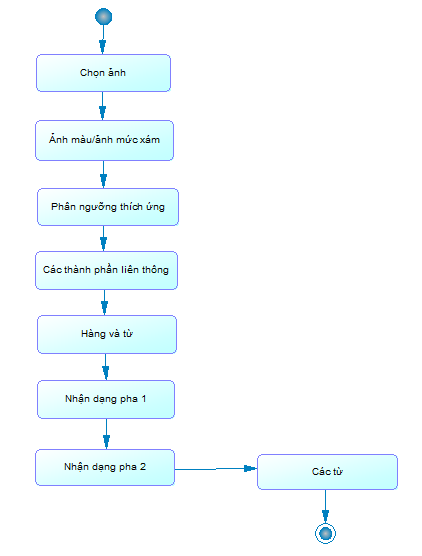 Chọn ảnh
Ảnh màu/ảnh mức xám
Phân ngưỡng thích ứng
Các thành phần liên thông
Hàng và từ
Nhận dạng pha 1
Nhận dạng pha 2
Các từ